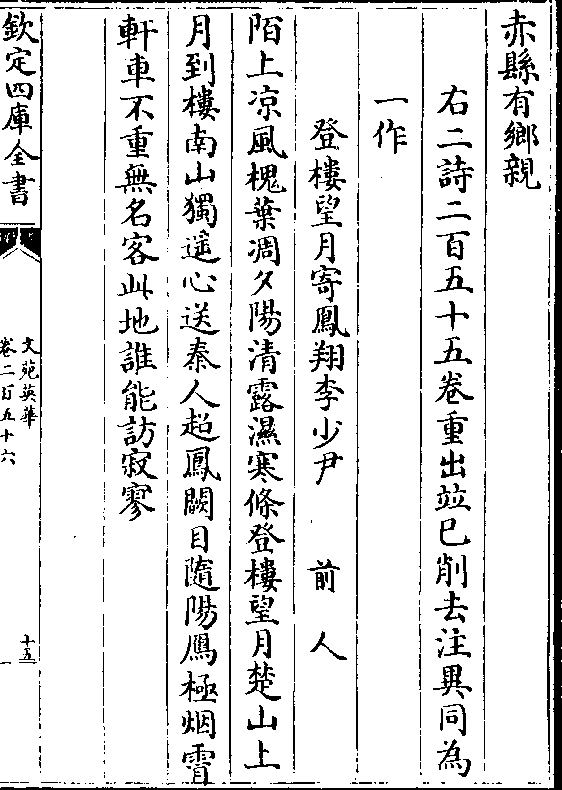 赤縣有鄉親
右二詩二百五十五卷重出竝已削去注異同為
一作
登樓望月寄鳳翔李少尹　前人
陌上凉風槐葉凋夕陽清露濕寒條登樓望月楚山上
月到樓南山獨遥心送秦人超鳳闕目隨陽鴈極烟霄
軒車不重無名客此地誰能訪寂寥
欽定四庫全書
文苑英華
卷二百五十六
十五